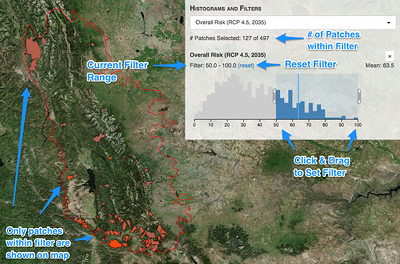 HISTOGRAMS AND FILTERS
Overall Risk (RCP 4.5, 2035)
# Patches Selected: 127 of 497
# of Patches
within Filter
Overall Risk (RCP 4.5, 2035)
x
Current Filter
Range
Filter: 50.0 - 100.0 (reset)
Reset Filter
Mean: 63.5
0 10 20 30 40 50 60 70 80 90 100
Click & Drag
to Set Filter
Only patches
within filter are
shown on map